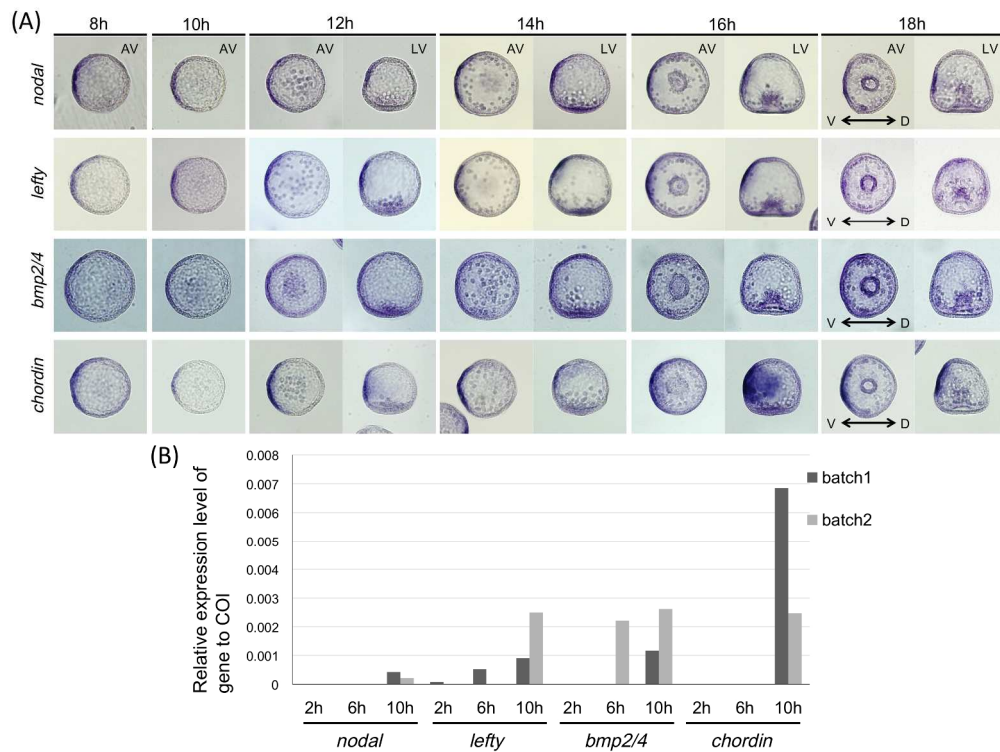 (A)
8h 10h 12h 14h 16h 18h
AV AV AV LV AV LV AV LV AV LV
nodal
V D
lefty
V D
bmp2/4
V D
chordin
V D
(B)
Relative expression level of
gene to COI
0.008
0.007
0.006
0.005
0.004
0.003
0.002
0.001
0
batch1
batch2
2h 6h 10h 2h 6h 10h 2h 6h 10h 2h 6h 10h
nodal lefty bmp2/4 chordin